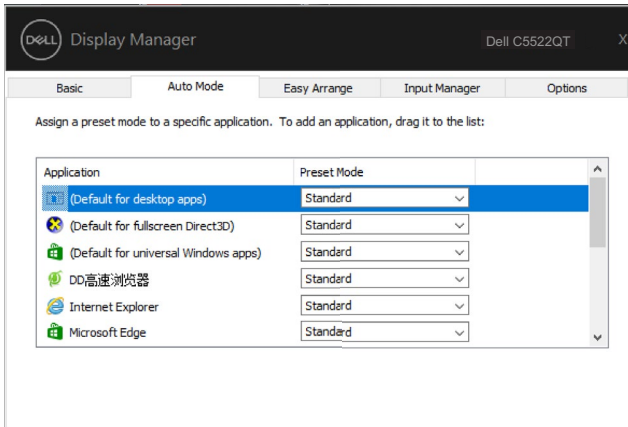 DELL Display Manager Dell C5522QT X
Basic Auto Mode Easy Arrange Input Manager Options
Assign a preset mode to a specific application. To add an application, drag it to the list:
Application Preset Mode
(Default for desktop apps) Standard
(Default for fullscreen Direct3D) Standard
(Default for universal Windows apps) Standard
DD高速浏览器 Standard
Internet Explorer Standard
Microsoft Edge Standard